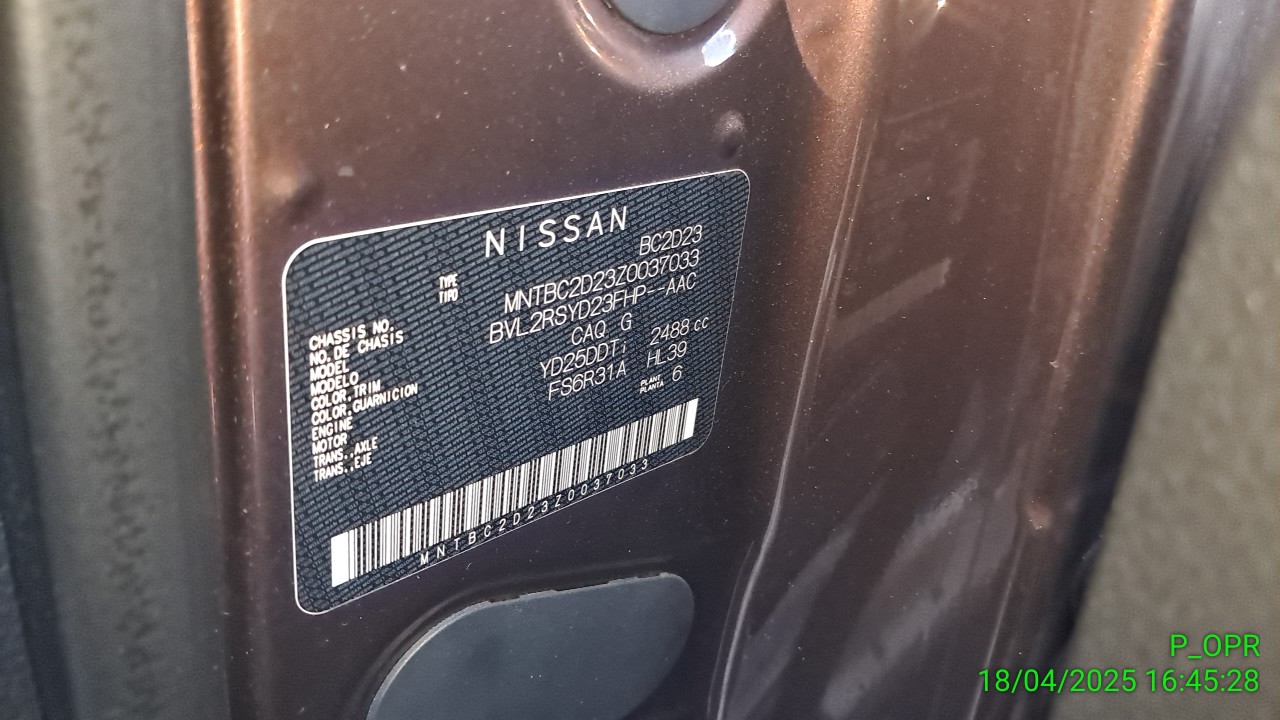 NISSAN
TYPE BC2D23
TIPO
CHASSIS NO. MNTBC2D23Z0037033
NO. DE CHASIS
MODEL BVL2RSYD23FHP--AAC
MODELO
COLOR,TRIM CAQ G
COLOR,GUARNICION
ENGINE YD25DDTi 2488 cc
MOTOR
TRANS.,AXLE FS6R31A HL39
TRANS.,EJE PLANT PLANTA 6
MNTBC2D23Z0037033
P_OPR
18/04/2025 16:45:28